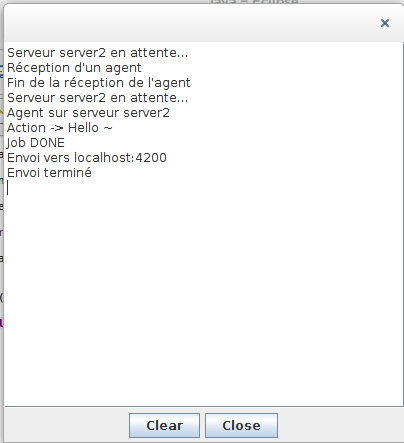 Java – Eclipse
Serveur server2 en attente...
Réception d'un agent
Fin de la réception de l'agent
Serveur server2 en attente...
Agent sur serveur server2
Action -> Hello ~
Job DONE
Envoi vers localhost:4200
Envoi terminé
Clear Close